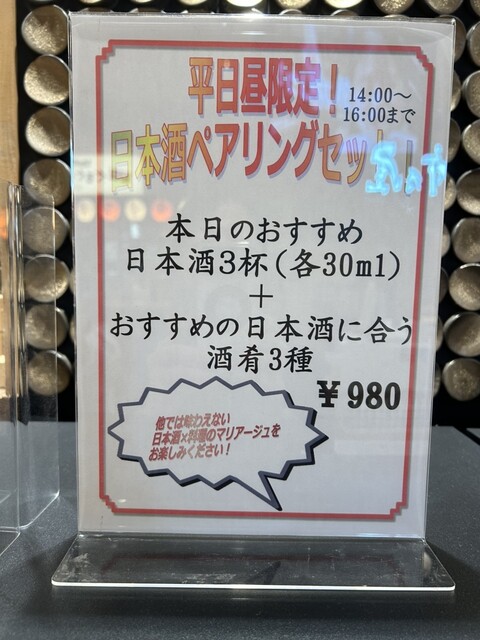 平日昼限定！
14:00～
16:00まで
日本酒ペアリングセット！
本日のおすすめ
日本酒3杯(各30ml)
＋
おすすめの日本酒に合う
酒肴3種
￥980
他では味わえない
日本酒×料理のマリアージュを
お楽しみください！